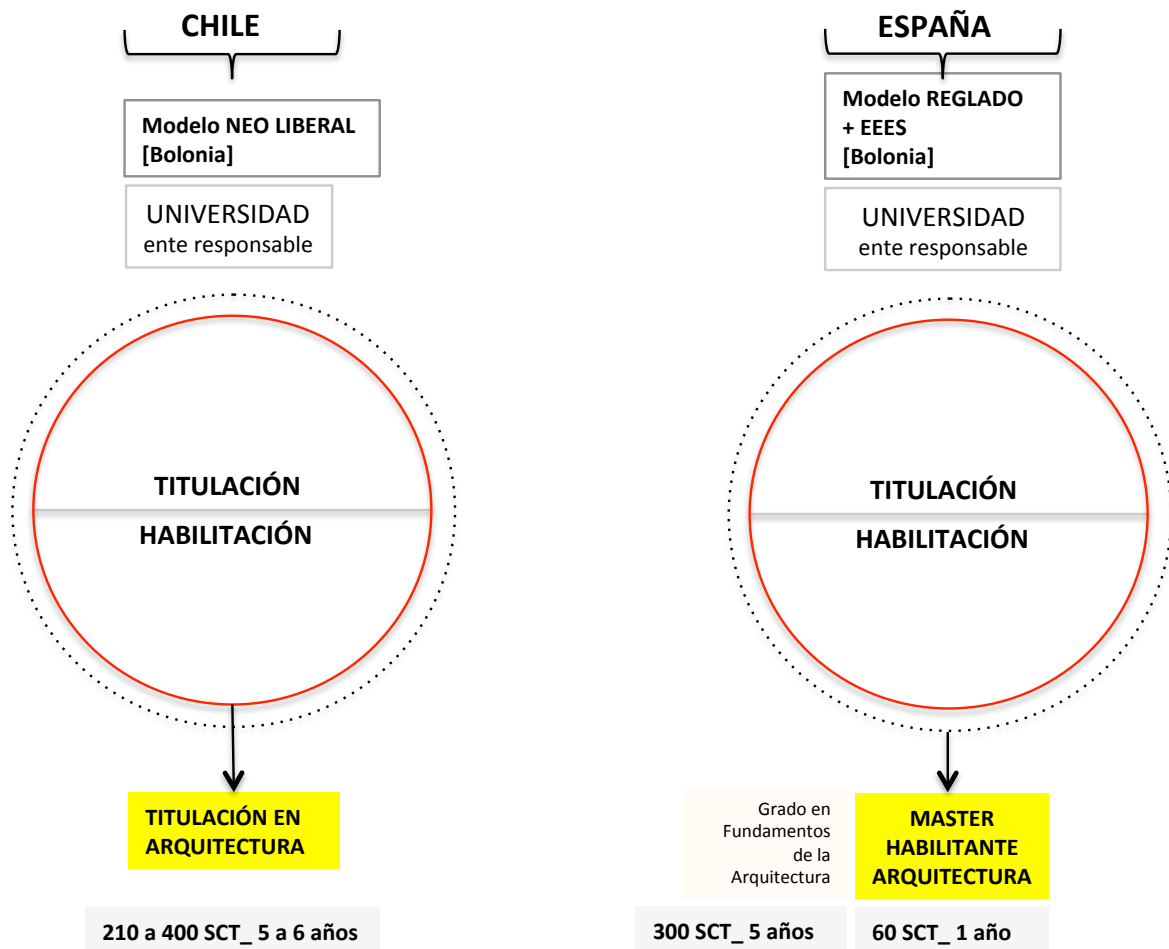 CHILE
Modelo NEO LIBERAL
[Bolonia]
UNIVERSIDAD
ente responsable
TITULACIÓN
HABILITACIÓN
TITULACIÓN EN
ARQUITECTURA
210 a 400 SCT_ 5 a 6 años
ESPAÑA
Modelo REGLADO
+ EEES
[Bolonia]
UNIVERSIDAD
ente responsable
TITULACIÓN
HABILITACIÓN
Grado en
Fundamentos
de la
Arquitectura
300 SCT_ 5 años
MASTER
HABILITANTE
ARQUITECTURA
60 SCT_ 1 año